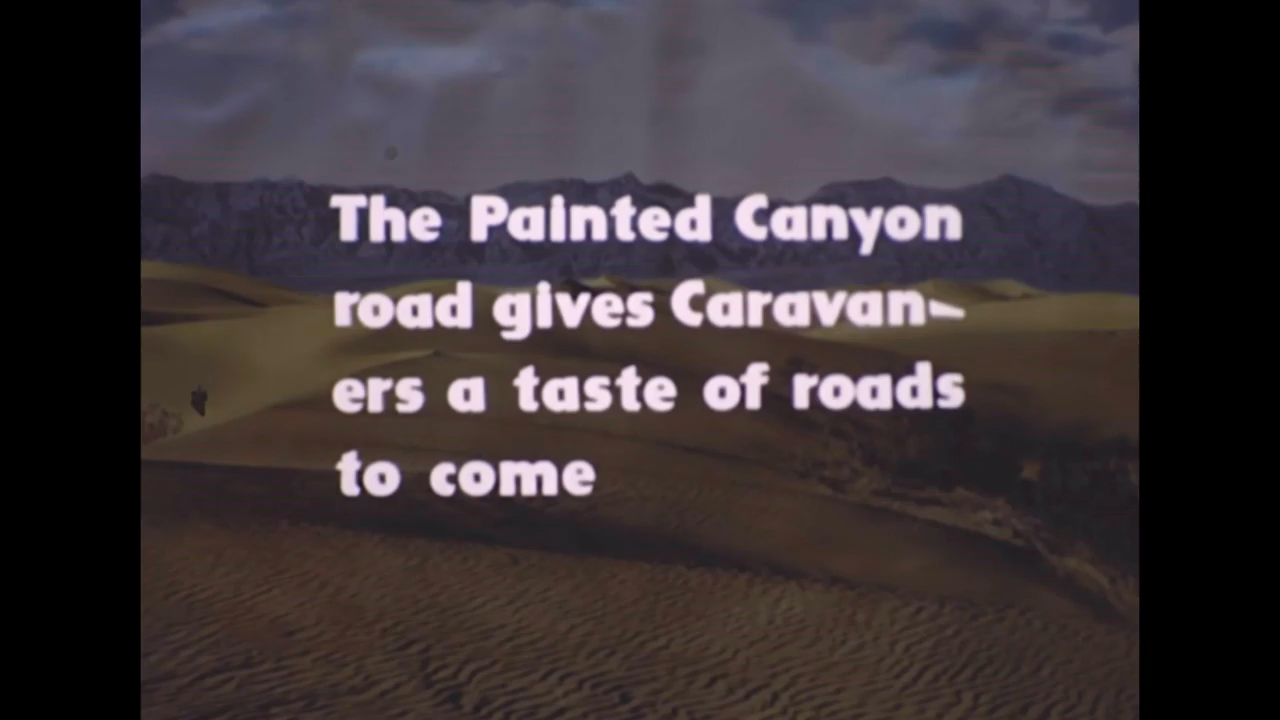 The Painted Canyon
road gives Caravan-
ers a taste of roads
to come